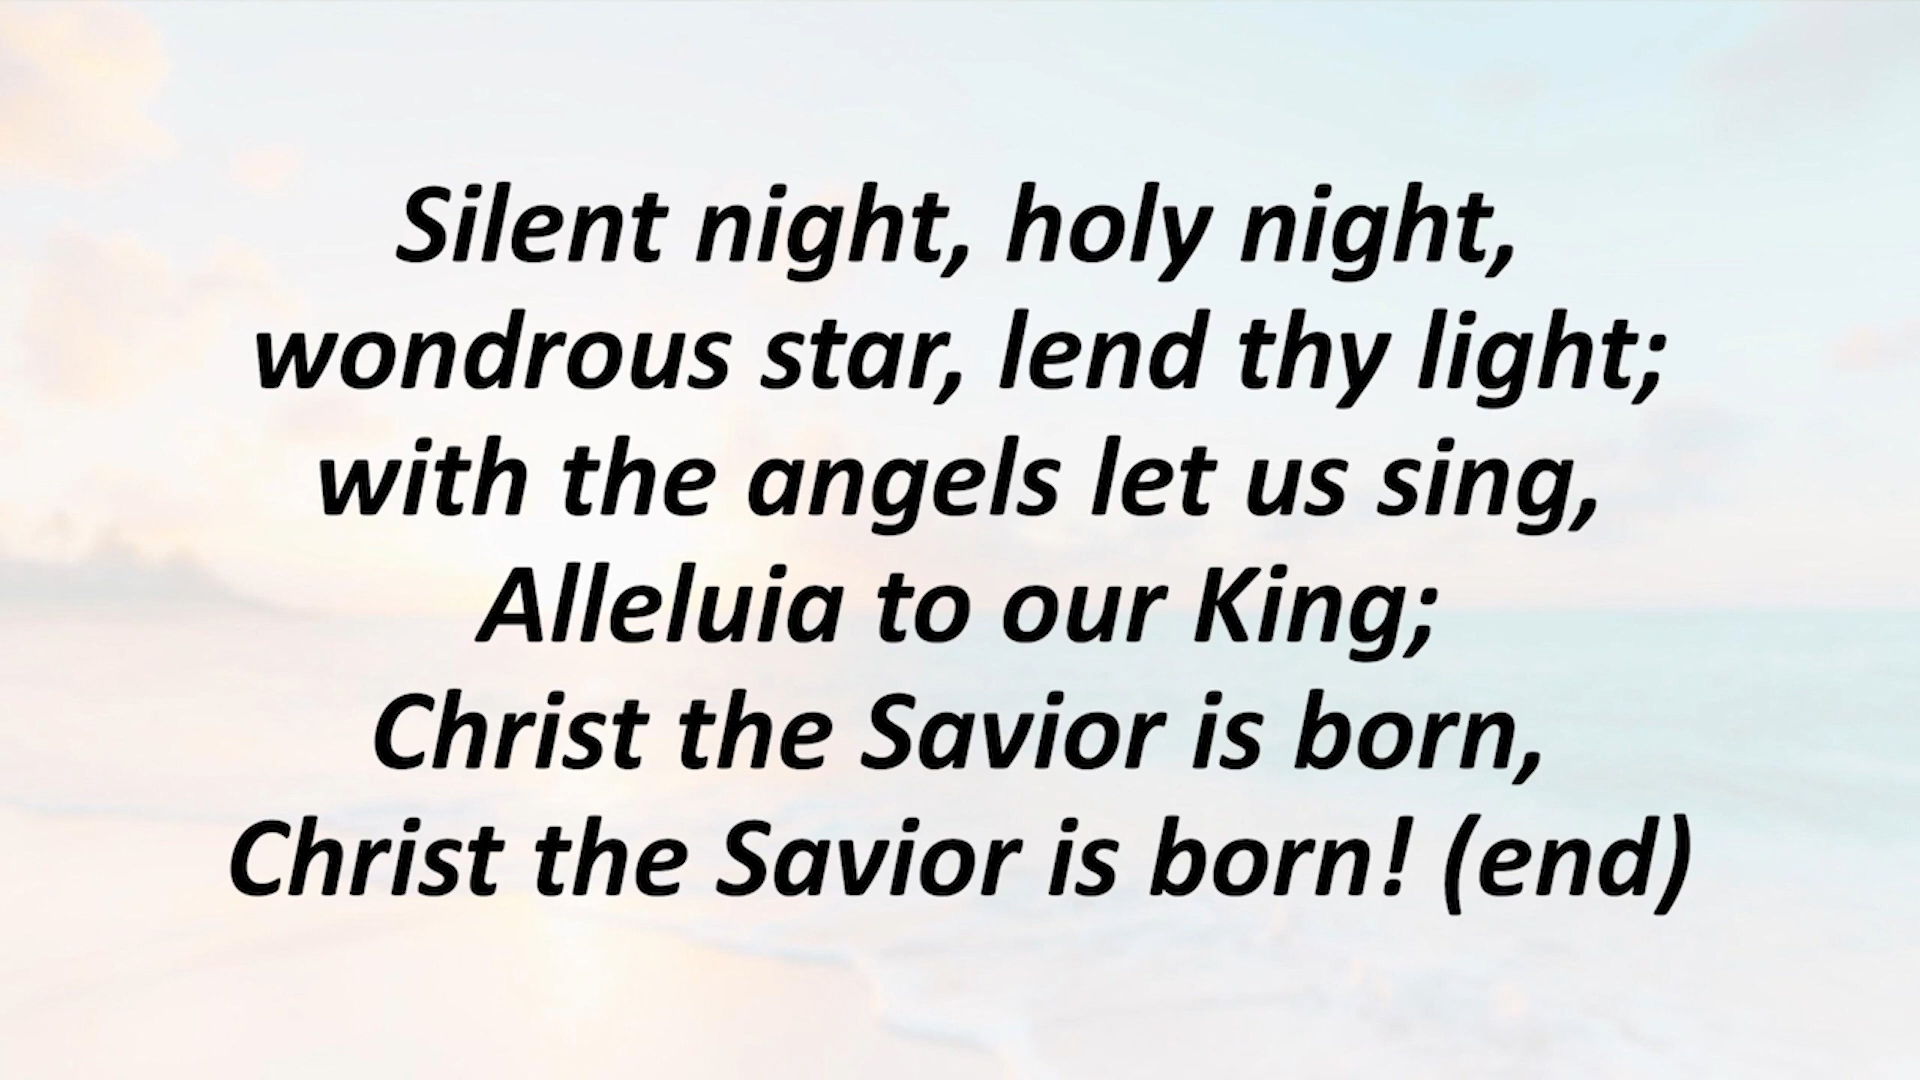 Silent night, holy night,
wondrous star, lend thy light;
with the angels let us sing,
Alleluia to our King;
Christ the Savior is born,
Christ the Savior is born! (end)